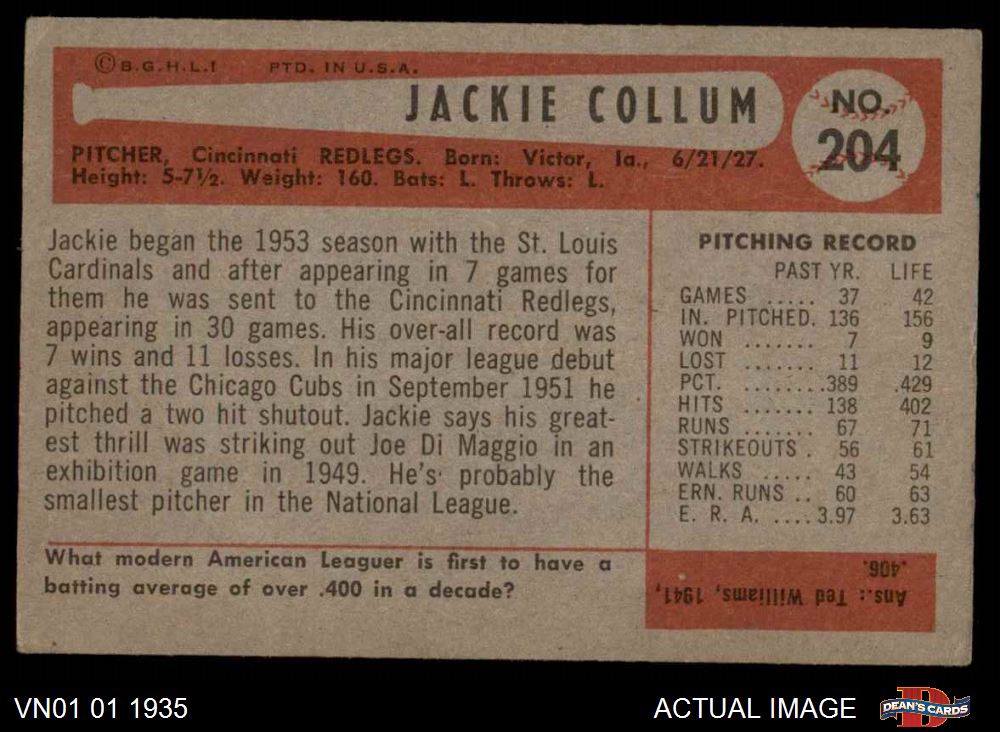 © B.G.H.L.I PTD. IN U.S.A.
JACKIE COLLUM
NO.
204
PITCHER, Cincinnati REDLEGS. Born: Victor, Ia., 6/21/27.
Height: 5-7½. Weight: 160. Bats: L. Throws: L.
Jackie began the 1953 season with the St. Louis
Cardinals and after appearing in 7 games for
them he was sent to the Cincinnati Redlegs,
appearing in 30 games. His over-all record was
7 wins and 11 losses. In his major league debut
against the Chicago Cubs in September 1951 he
pitched a two hit shutout. Jackie says his great-
est thrill was striking out Joe Di Maggio in an
exhibition game in 1949. He's probably the
smallest pitcher in the National League.
PITCHING RECORD
PAST YR. LIFE
GAMES ..... 37 42
IN. PITCHED. 136 156
WON ....... 7 9
LOST ....... 11 12
PCT. ........389 .429
HITS ....... 138 402
RUNS ....... 67 71
STRIKEOUTS . 56 61
WALKS ..... 43 54
ERN. RUNS .. 60 63
E. R. A. ....3.97 3.63
What modern American Leaguer is first to have a
batting average of over .400 in a decade?
Ans.: Ted Williams, 1941,
.406.
VN01 01 1935
ACTUAL IMAGE
D
DEAN'S CARDS